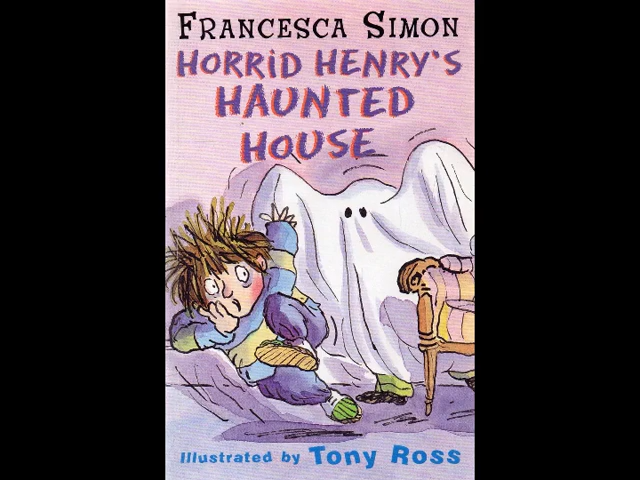 FRANCESCA SIMON
HORRID HENRY'S
HAUNTED
HOUSE
Illustrated by Tony Ross